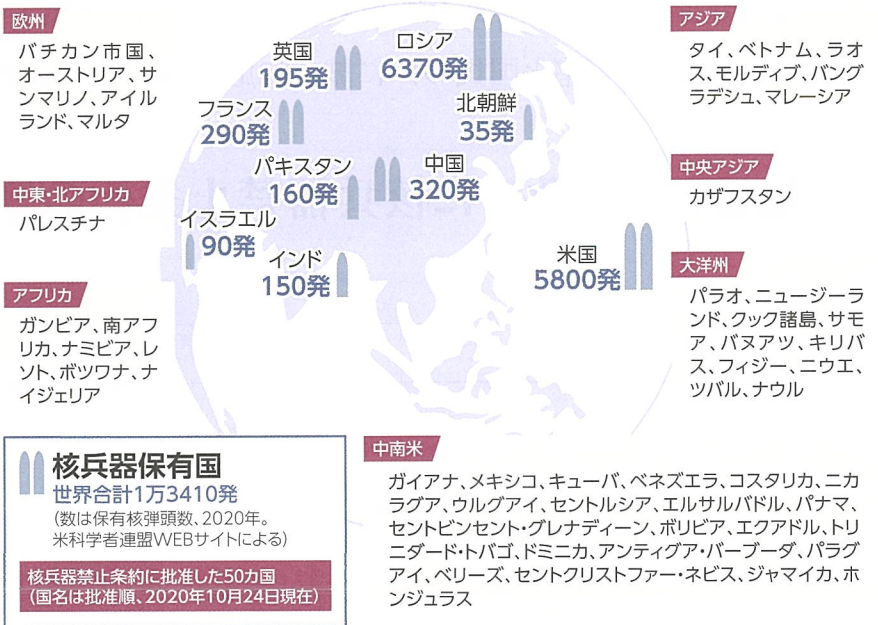 欧州
バチカン市国、
オーストリア、サ
ンマリノ、アイル
ランド、マルタ
中東・北アフリカ
パレスチナ
アフリカ
ガンビア、南アフ
リカ、ナミビア、レ
ソト、ボツワナ、ナ
イジェリア
英国
195発
ロシア
6370発
フランス
290発
北朝鮮
35発
パキスタン
160発
中国
320発
イスラエル
90発
インド
150発
米国
5800発
アジア
タイ、ベトナム、ラオ
ス、モルディブ、バング
ラデシュ、マレーシア
中央アジア
カザフスタン
大洋州
パラオ、ニュージーラ
ンド、クック諸島、サモ
ア、バヌアツ、キリバ
ス、フィジー、ニウエ、
ツバル、ナウル
核兵器保有国
世界合計1万3410発
(数は保有核弾頭数、2020年。
米科学者連盟WEBサイトによる)
核兵器禁止条約に批准した50カ国
(国名は批准順、2020年10月24日現在)
中南米
ガイアナ、メキシコ、キューバ、ベネズエラ、コスタリカ、ニカ
ラグア、ウルグアイ、セントルシア、エルサルバドル、パナマ、
セントビンセント・グレナディーン、ボリビア、エクアドル、トリ
ニダード・トバゴ、ドミニカ、アンティグア・バーブーダ、パラグ
アイ、ベリーズ、セントクリストファー・ネビス、ジャマイカ、ホ
ンジュラス